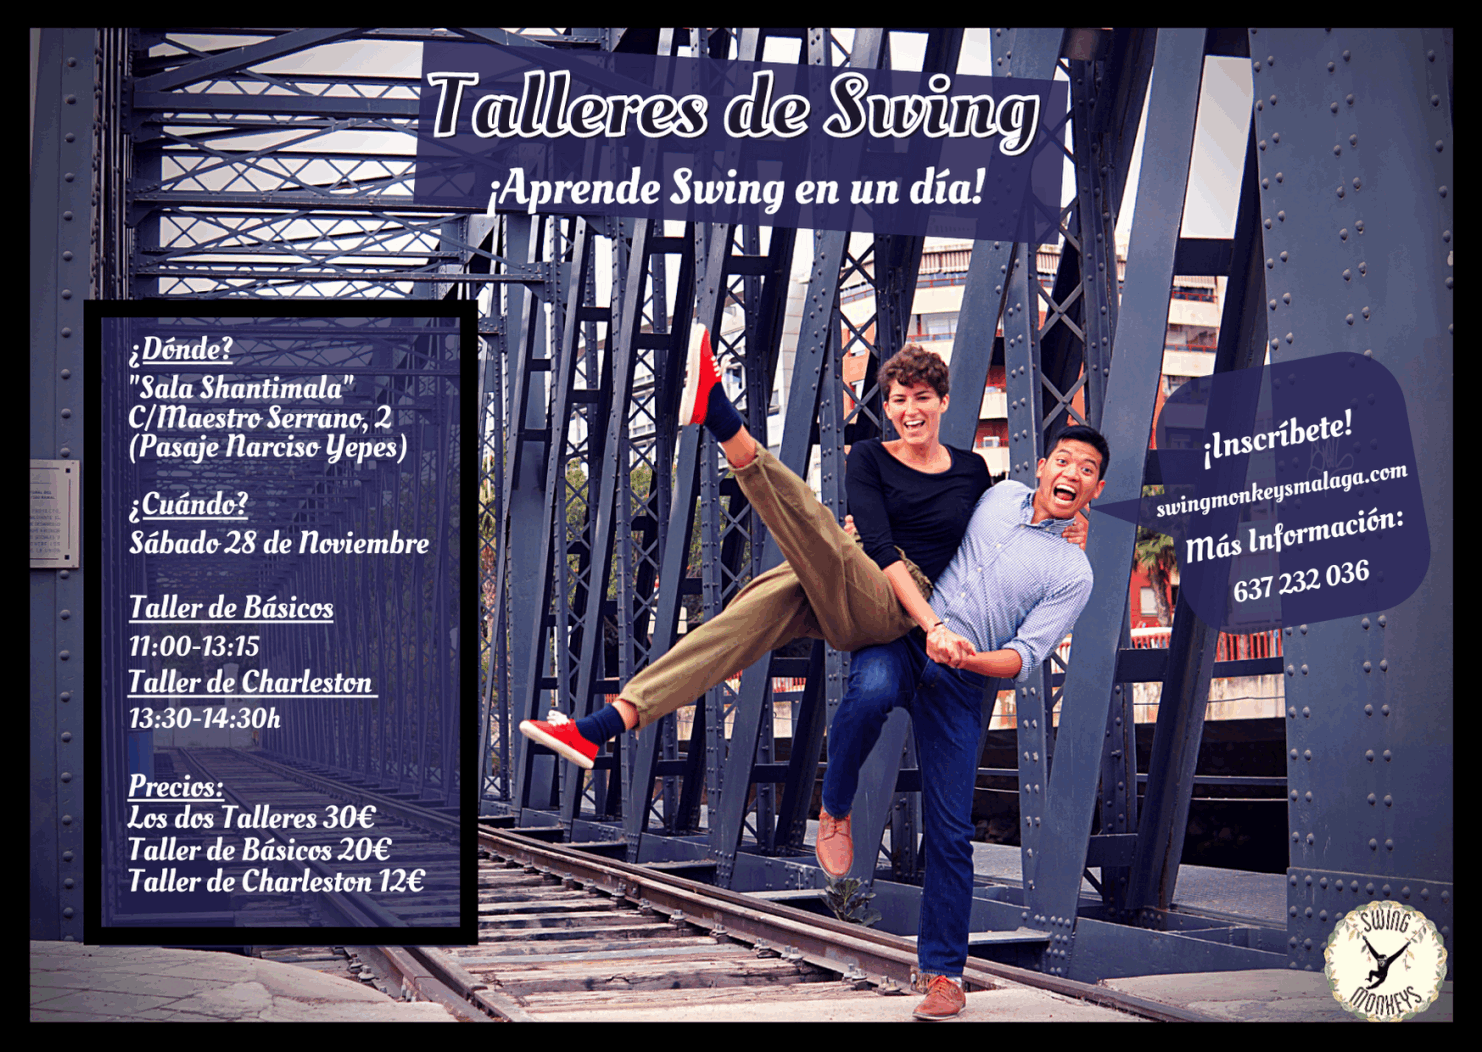 Talleres de Swing
¡Aprende Swing en un día!
¿Dónde?
"Sala Shantimala"
C/Maestro Serrano, 2
(Pasaje Narciso Yepes)
¿Cuándo?
Sábado 28 de Noviembre
Taller de Básicos
11:00-13:15
Taller de Charleston
13:30-14:30h
Precios:
Los dos Talleres 30€
Taller de Básicos 20€
Taller de Charleston 12€
¡Inscríbete!
swingmonkeysmalaga.com
Más Información:
637 232 036
SWING
MONKEYS